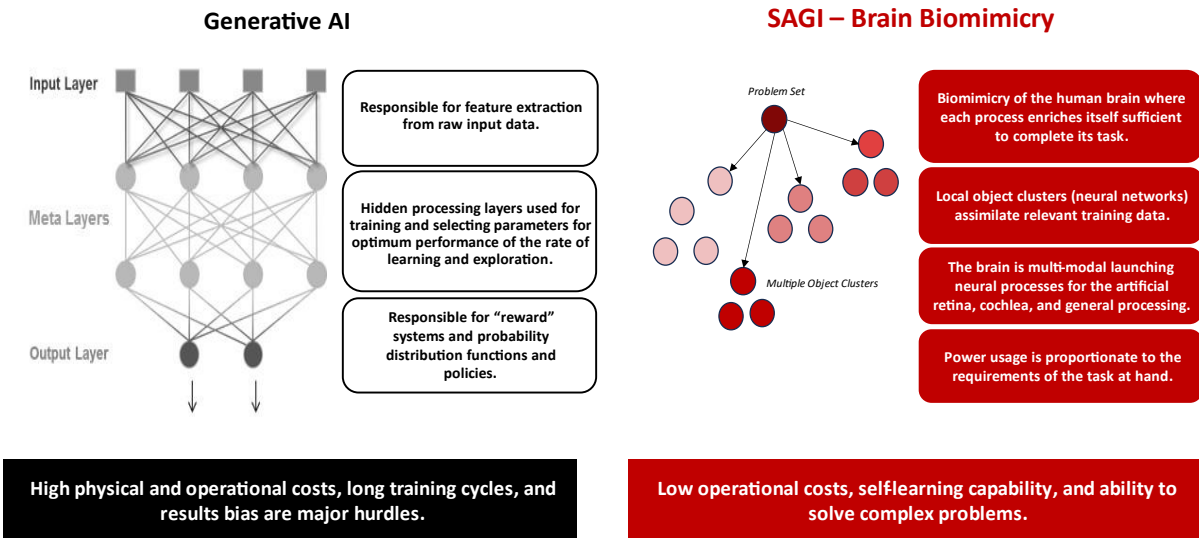 Generative AI
Input Layer
Meta Layers
Output Layer
Responsible for feature extraction
from raw input data.
Hidden processing layers used for
training and selecting parameters for
optimum performance of the rate of
learning and exploration.
Responsible for “reward”
systems and probability
distribution functions and
policies.
High physical and operational costs, long training cycles, and
results bias are major hurdles.
SAGI – Brain Biomimicry
Problem Set
Multiple Object Clusters
Biomimicry of the human brain where
each process enriches itself sufficient
to complete its task.
Local object clusters (neural networks)
assimilate relevant training data.
The brain is multi-modal launching
neural processes for the artificial
retina, cochlea, and general processing.
Power usage is proportionate to the
requirements of the task at hand.
Low operational costs, self-learning capability, and ability to
solve complex problems.